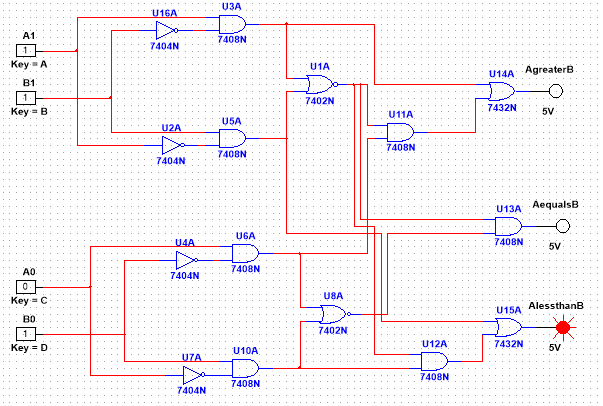 U16A
U3A
A1
1
Key = A
7404N
7408N
U1A
U14A
AgreaterB
B1
1
Key = B
7402N
U11A
7432N
5V
U2A
U5A
7404N
7408N
7408N
AequalsB
U13A
7408N
5V
U4A
U6A
A0
0
Key = C
7404N
7408N
U8A
U15A
AlessthanB
B0
1
Key = D
7402N
U12A
7432N
5V
U7A
U10A
7404N
7408N
7408N